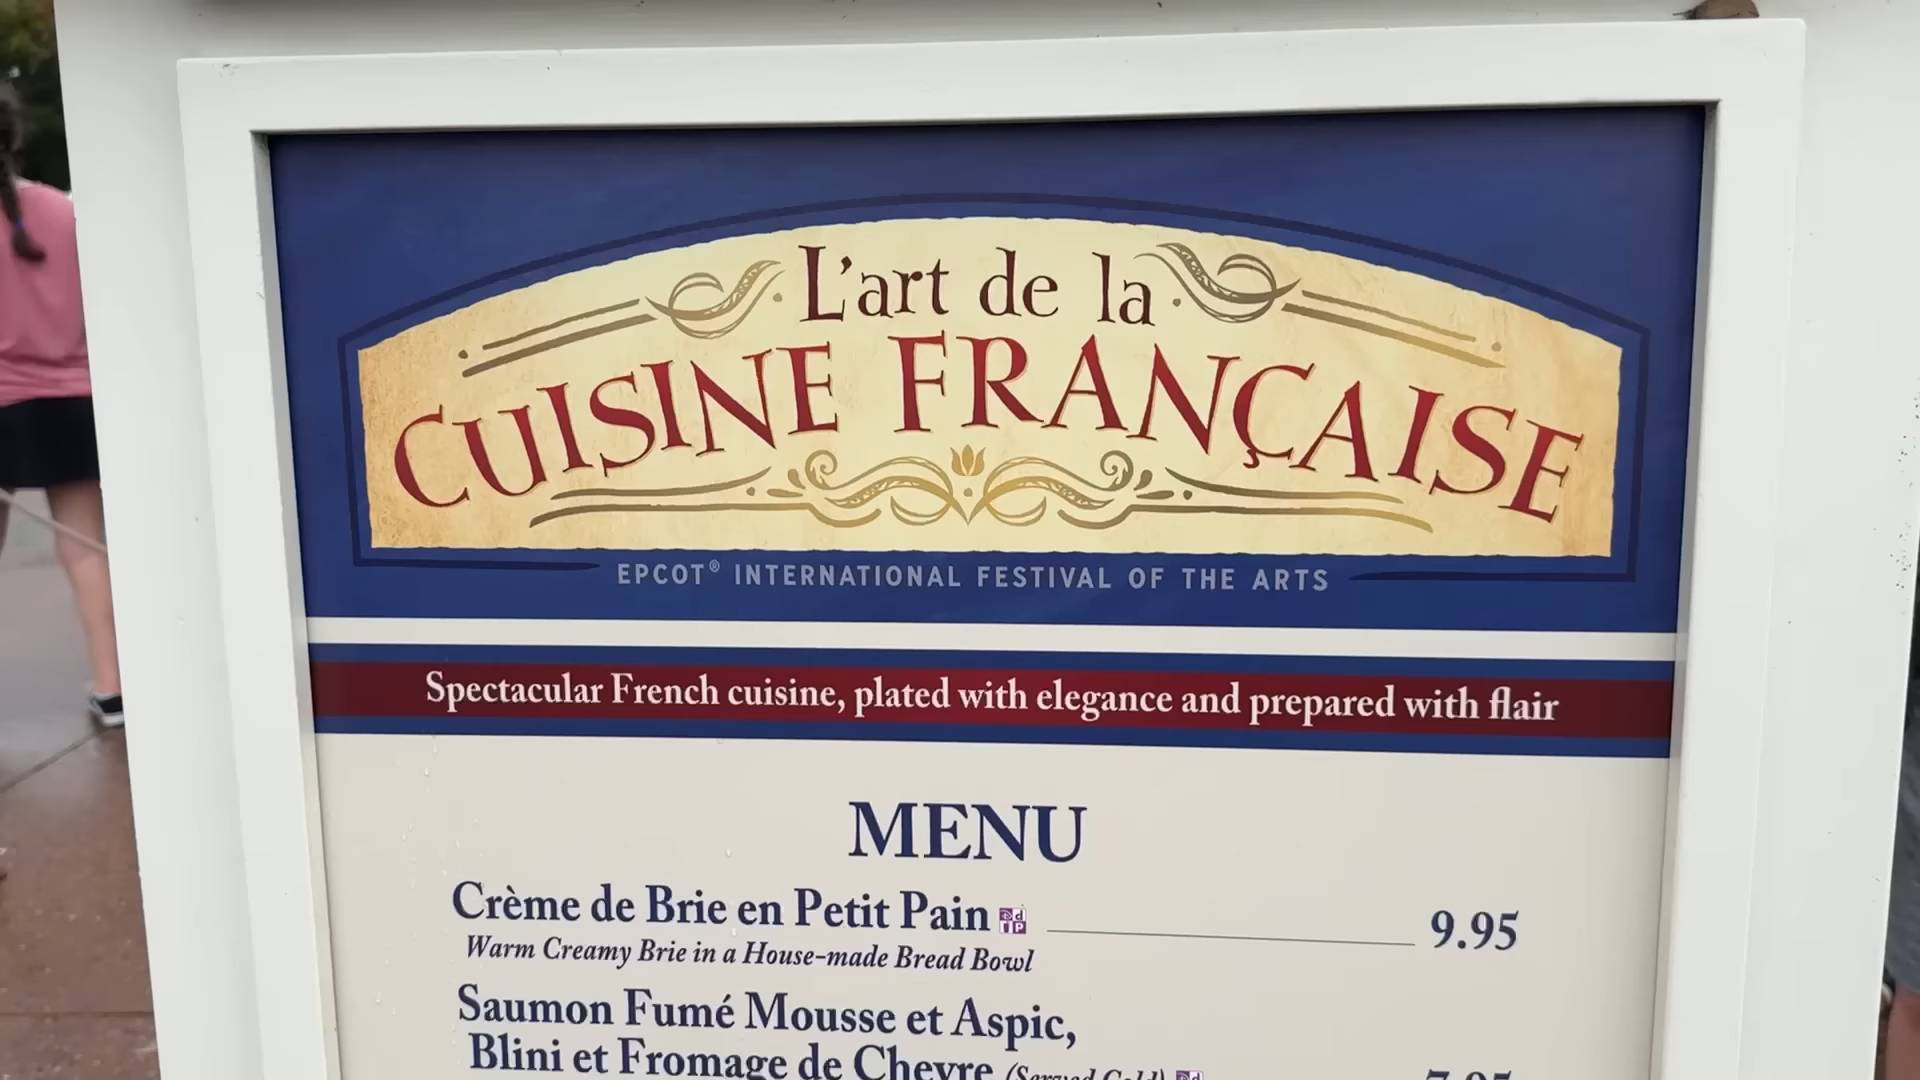 L'art de la
CUISINE FRANÇAISE
EPCOT® INTERNATIONAL FESTIVAL OF THE ARTS
Spectacular French cuisine, plated with elegance and prepared with flair
MENU
Crème de Brie en Petit Pain 9.95
Warm Creamy Brie in a House-made Bread Bowl
Saumon Fumé Mousse et Aspic,
Blini et Fromage de Chevre (Served Cold)